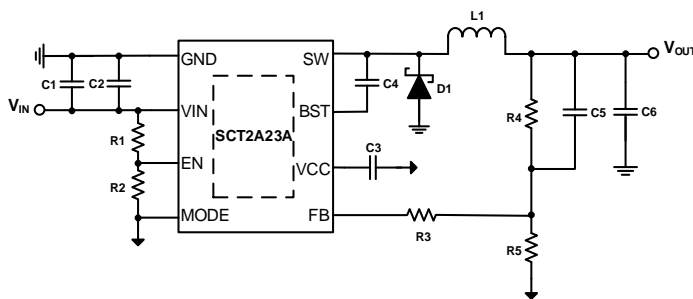 L1
GND
SW
VOUT
C1
C2
C4
D1
VIN
VIN
BST
R4
C5
C6
R1
SCT2A23A
EN
VCC
C3
R2
MODE
FB
R3
R5